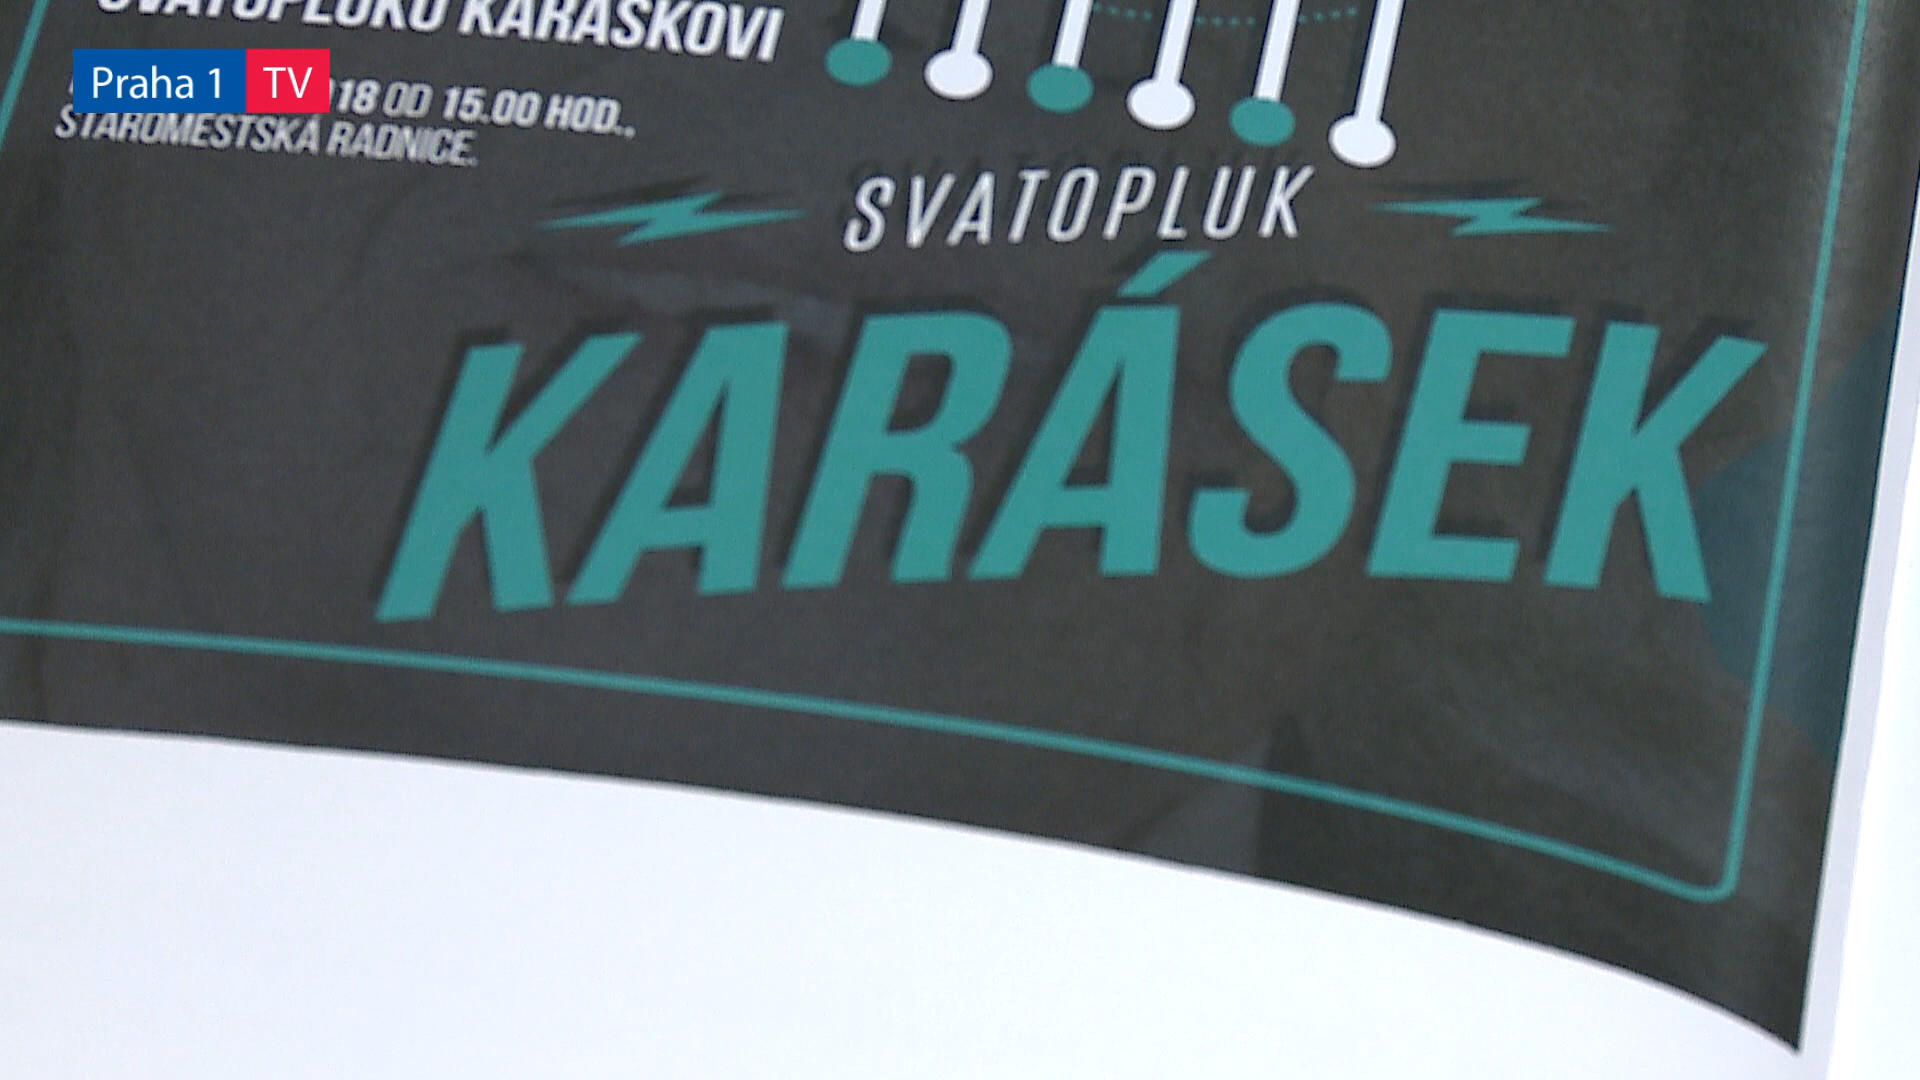 SVATOPLUKU KARÁSKOVI
Praha 1 TV
18 OD 15.00 HOD..
STAROMĚSTSKÁ RADNICE.
SVATOPLUK
KARÁSEK